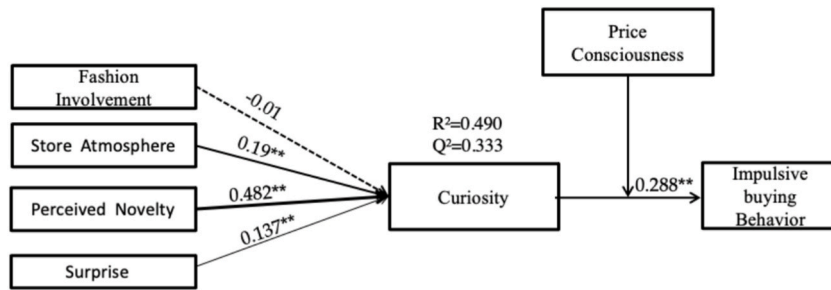 Price
Consciousness
Fashion
Involvement
-0.01
R²=0.490
Q²=0.333
Store Atmosphere
0.19**
Perceived Novelty
0.482**
Curiosity
0.288**
Impulsive
buying
Behavior
0.137**
Surprise